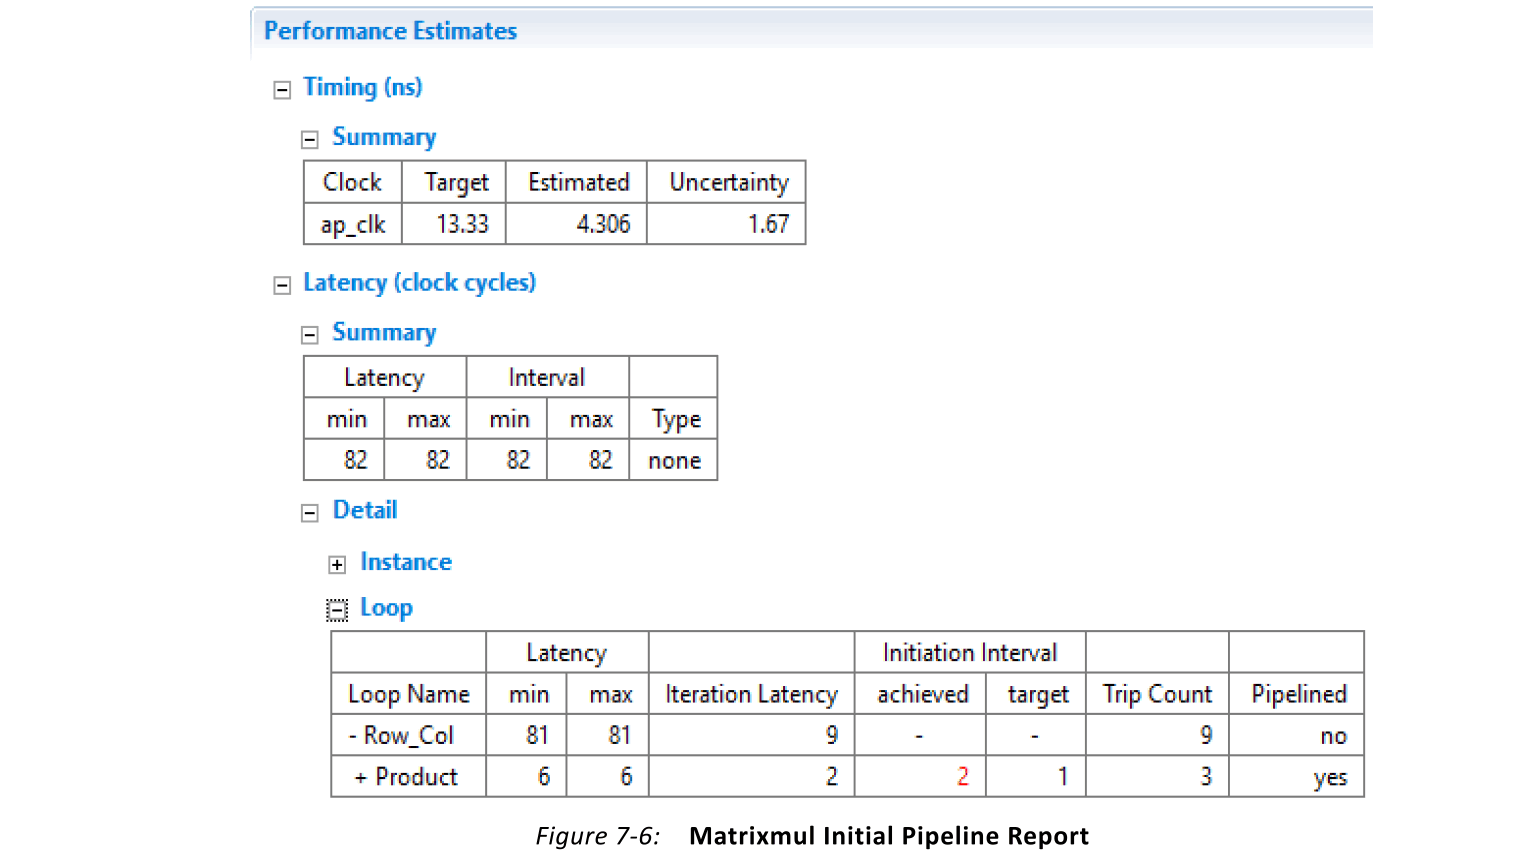 Performance Estimates
Timing (ns)
Summary
Clock Target Estimated Uncertainty
ap_clk 13.33 4.306 1.67
Latency (clock cycles)
Summary
Latency Interval
min max min max Type
82 82 82 82 none
Detail
Instance
Loop
Latency Initiation Interval
Loop Name min max Iteration Latency achieved target Trip Count Pipelined
- Row_Col 81 81 9 - - 9 no
+ Product 6 6 2 2 1 3 yes
Figure 7-6: Matrixmul Initial Pipeline Report